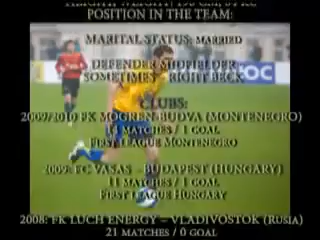 POSITION IN THE TEAM:
MARITAL STATUS: MARRIED
DEFENDER MIDFIELDER
SOMETIMES - RIGHT BECK
CLUBS:
2009/2010 FK MOGREN-BUDVA (MONTENEGRO)
14 MATCHES / 1 GOAL
FIRST LEAGUE MONTENEGRO
2009: FC VASAS - BUDAPEST (HUNGARY)
11 MATCHES / 1 GOAL
FIRST LEAGUE HUNGARY
2008: FK LUCH ENERGY – VLADIVOSTOK (RUSIA)
21 MATCHES / 0 GOAL